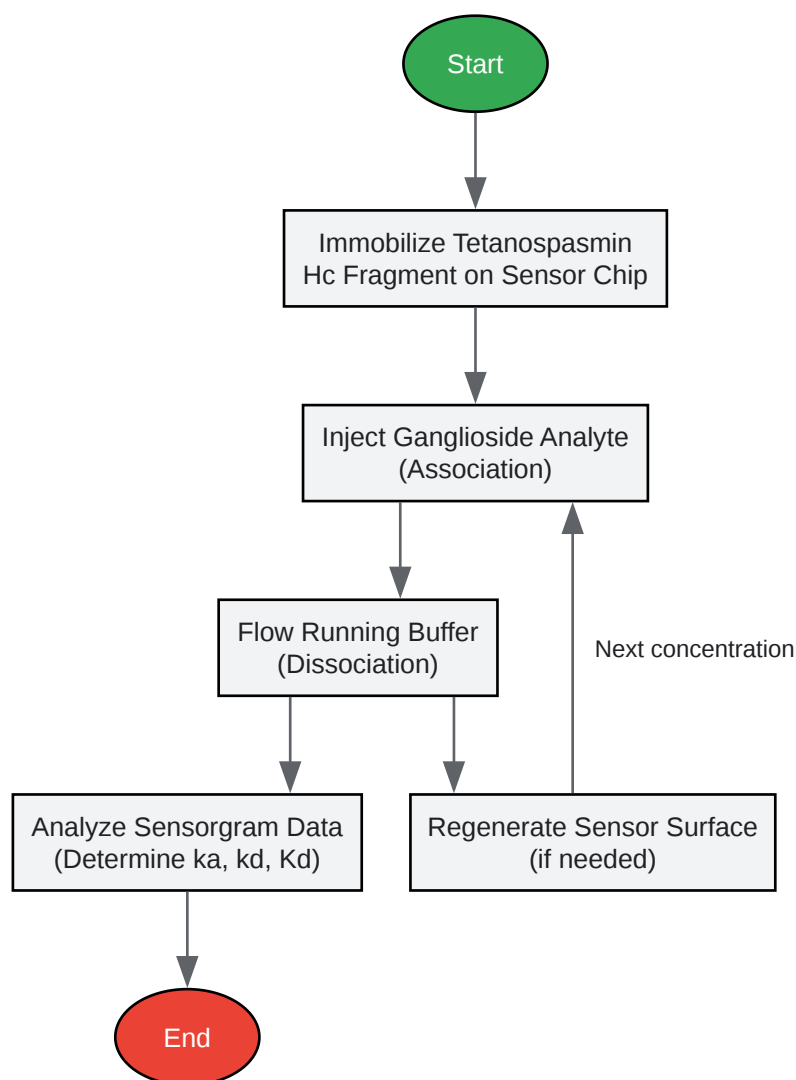 Start
Immobilize Tetanospasmin
Hc Fragment on Sensor Chip
Inject Ganglioside Analyte
(Association)
Flow Running Buffer
(Dissociation)
Next concentration
Analyze Sensorgram Data
(Determine ka, kd, Kd)
Regenerate Sensor Surface
(if needed)
End